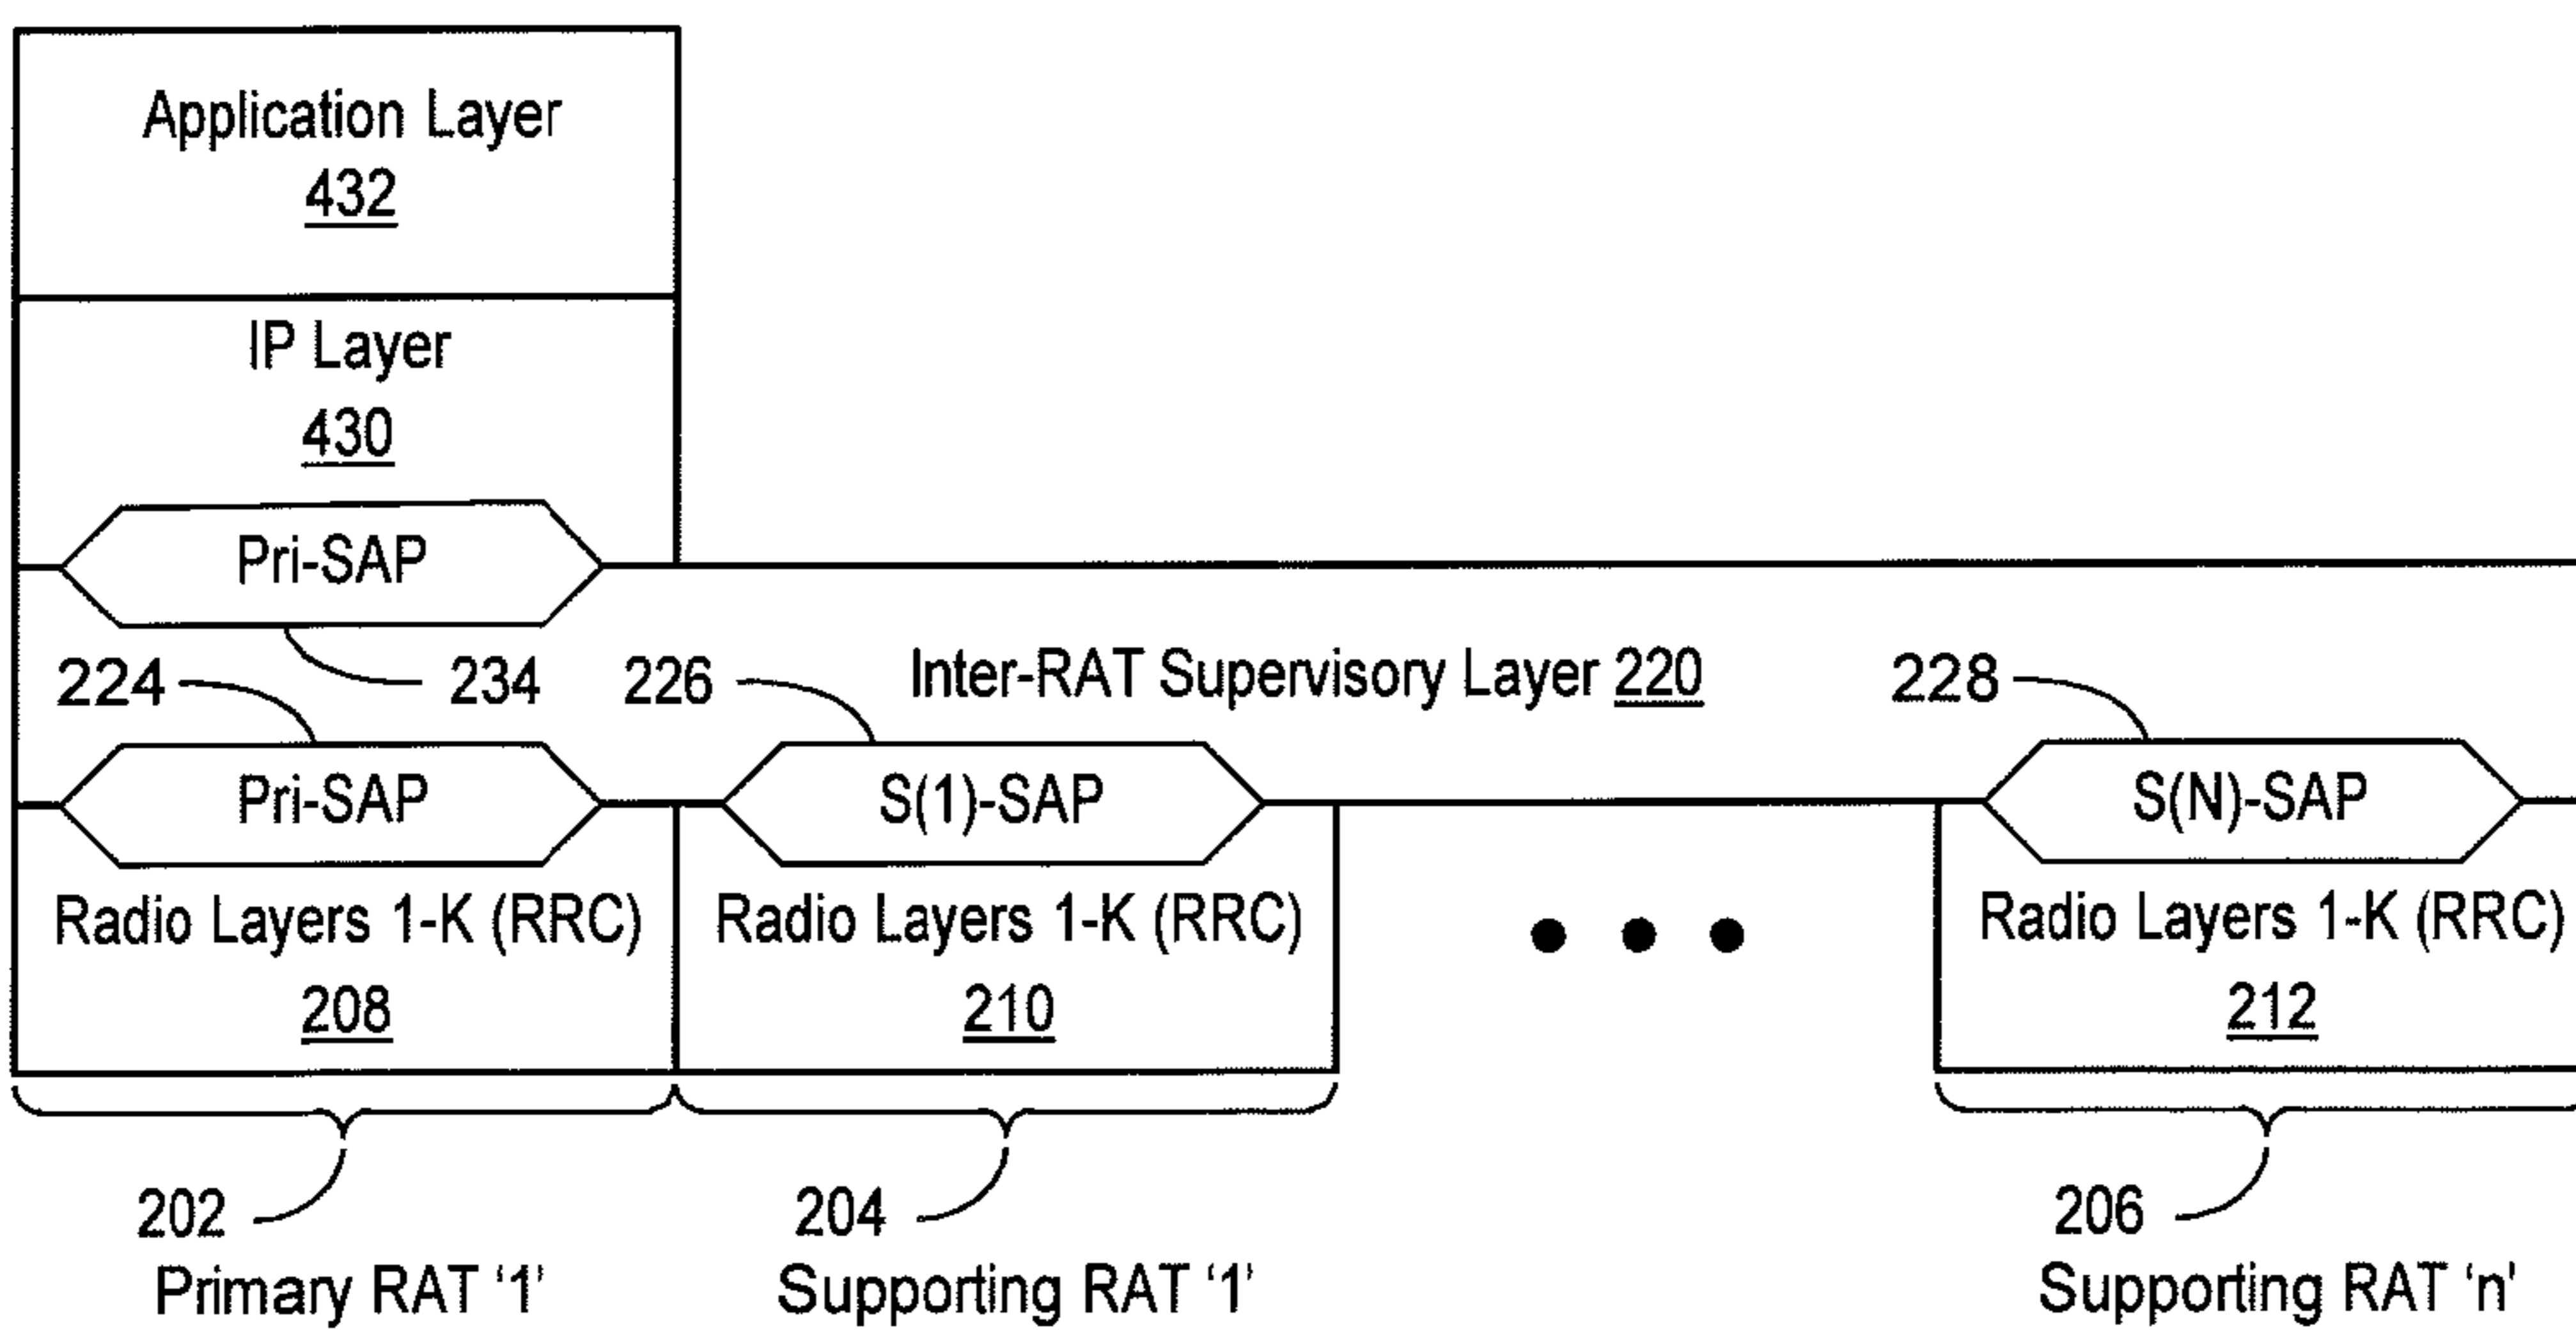 Application Layer
432
IP Layer
430
Pri-SAP
224
234
226
Inter-RAT Supervisory Layer 220
228
Pri-SAP
S(1)-SAP
S(N)-SAP
Radio Layers 1-K (RRC)
208
Radio Layers 1-K (RRC)
210
Radio Layers 1-K (RRC)
212
202
Primary RAT ‘1’
204
Supporting RAT ‘1’
206
Supporting RAT ‘n’